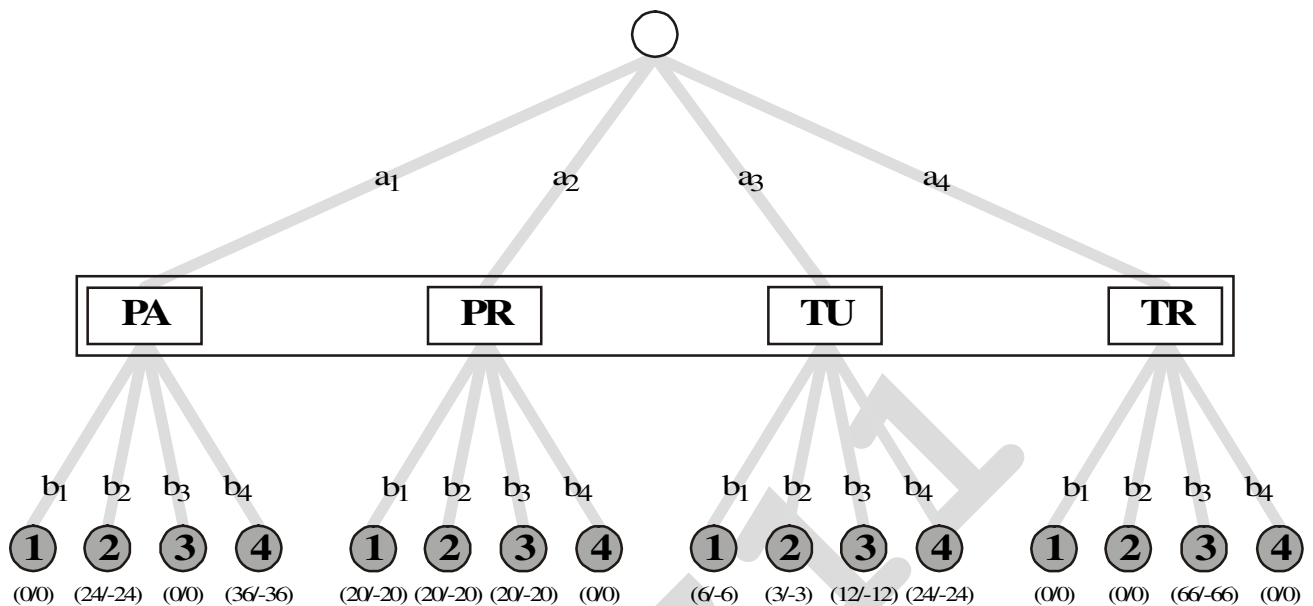 a1 a2 a3 a4
PA PR TU TR
b1 b2 b3 b4 b1 b2 b3 b4 b1 b2 b3 b4 b1 b2 b3 b4
1 2 3 4 1 2 3 4 1 2 3 4 1 2 3 4
(0/0) (24/-24) (0/0) (36/-36) (20/-20) (20/-20) (20/-20) (0/0) (6/-6) (3/-3) (12/-12) (24/-24) (0/0) (0/0) (66/-66) (0/0)